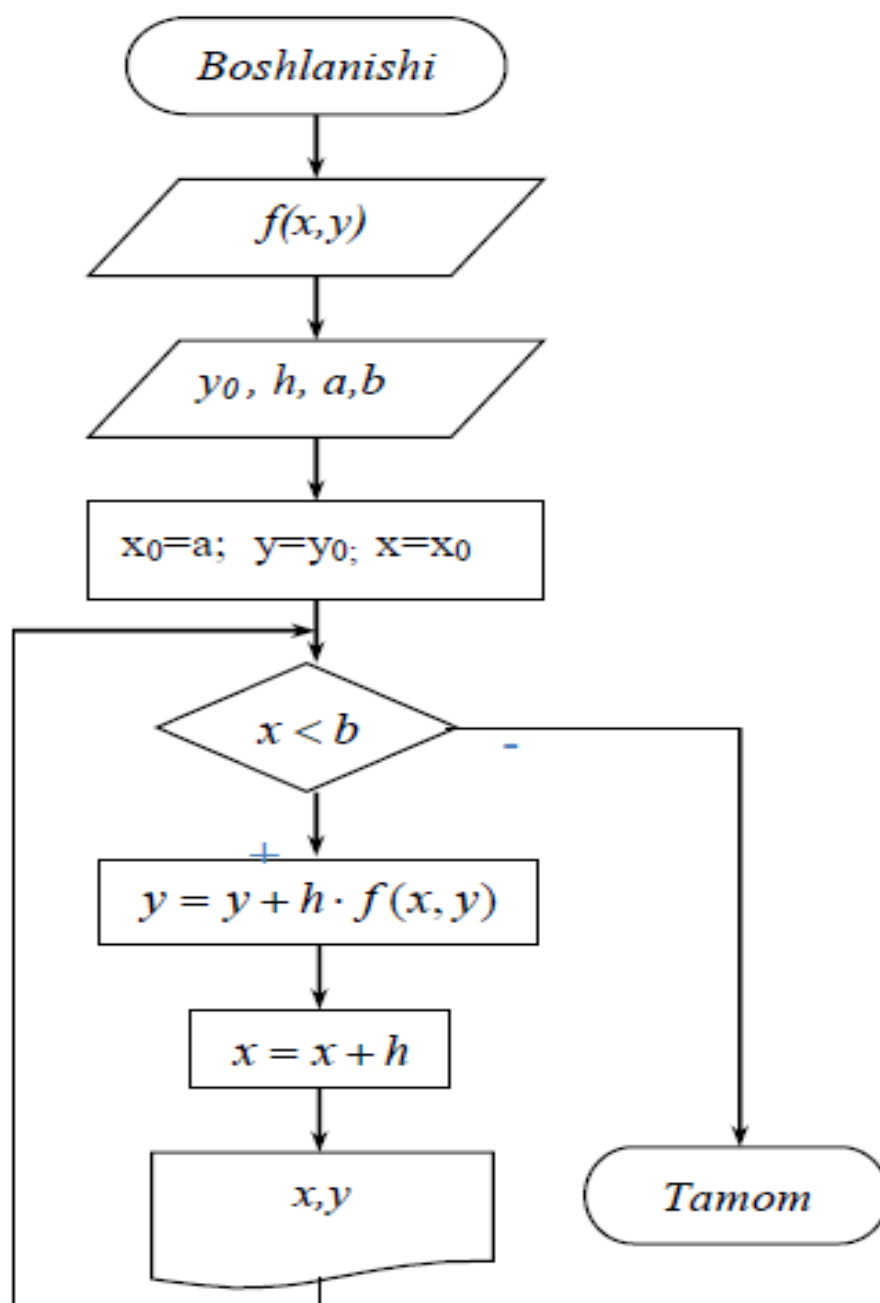 Boshlanishi
f(x,y)
y₀ , h, a,b
x₀=a; y=y₀; x=x₀
x < b
-
+
y = y + h · f(x, y)
x = x + h
x,y
Tamom